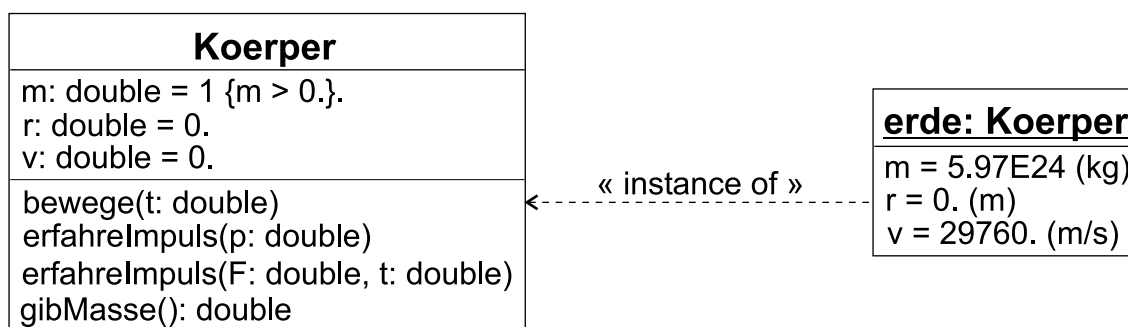 Koerper
m: double = 1 {m > 0.}.
r: double = 0.
v: double = 0.
bewege(t: double)
erfahreImpuls(p: double)
erfahreImpuls(F: double, t: double)
gibMasse(): double
« instance of »
erde: Koerper
m = 5.97E24 (kg)
r = 0. (m)
v = 29760. (m/s)